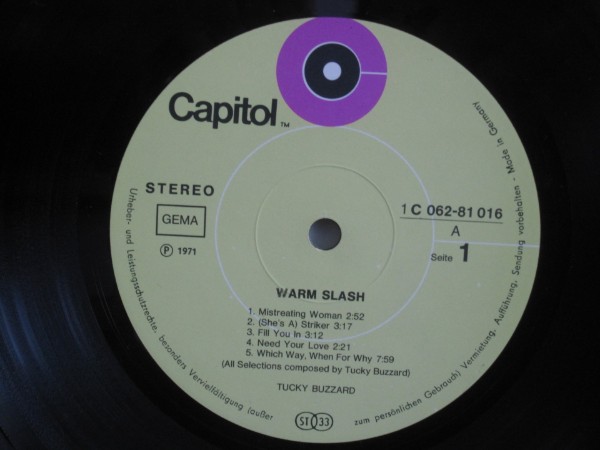 Capitol ™
STEREO
GEMA
Ⓟ 1971
1 C 062-81 016
A
Seite 1
WARM SLASH
1. Mistreating Woman 2:52
2. (She's A) Striker 3:17
3. Fill You In 3:12
4. Need Your Love 2:21
5. Which Way, When For Why 7:59
(All Selections composed by Tucky Buzzard)
TUCKY BUZZARD
ST 33
Urheber- und Leistungsschutzrechte, besonders Vervielfältigung (außer zum persönlichen Gebrauch) Vermietung, Aufführung, Sendung vorbehalten - Made in Germany